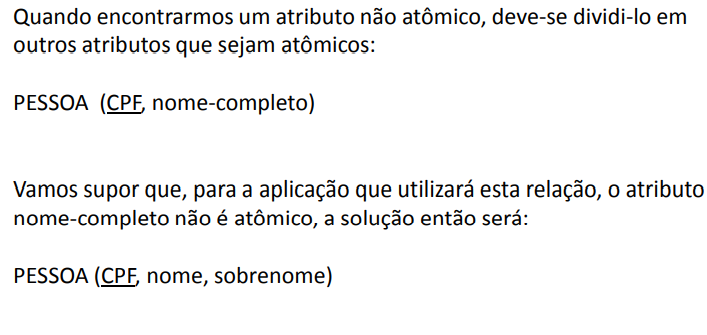 Quando encontrarmos um atributo não atômico, deve-se dividi-lo em
outros atributos que sejam atômicos:
PESSOA (CPF, nome-completo)
Vamos supor que, para a aplicação que utilizará esta relação, o atributo
nome-completo não é atômico, a solução então será:
PESSOA (CPF, nome, sobrenome)